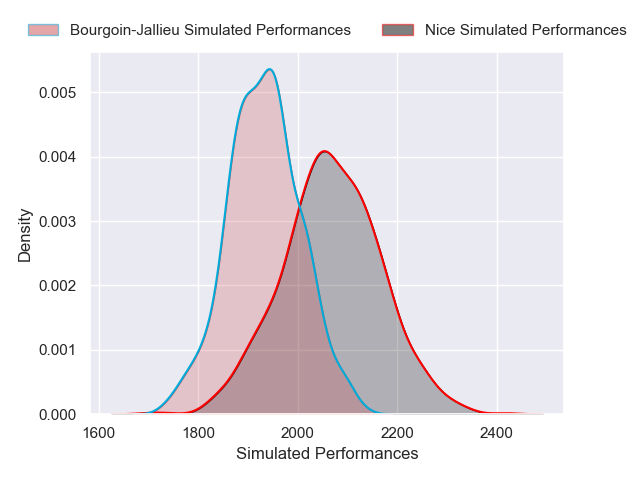 Bourgoin-Jallieu Simulated Performances Nice Simulated Performances
0.005
0.004
0.003
0.002
0.001
0.000
Density
1600 1800 2000 2200 2400
Simulated Performances